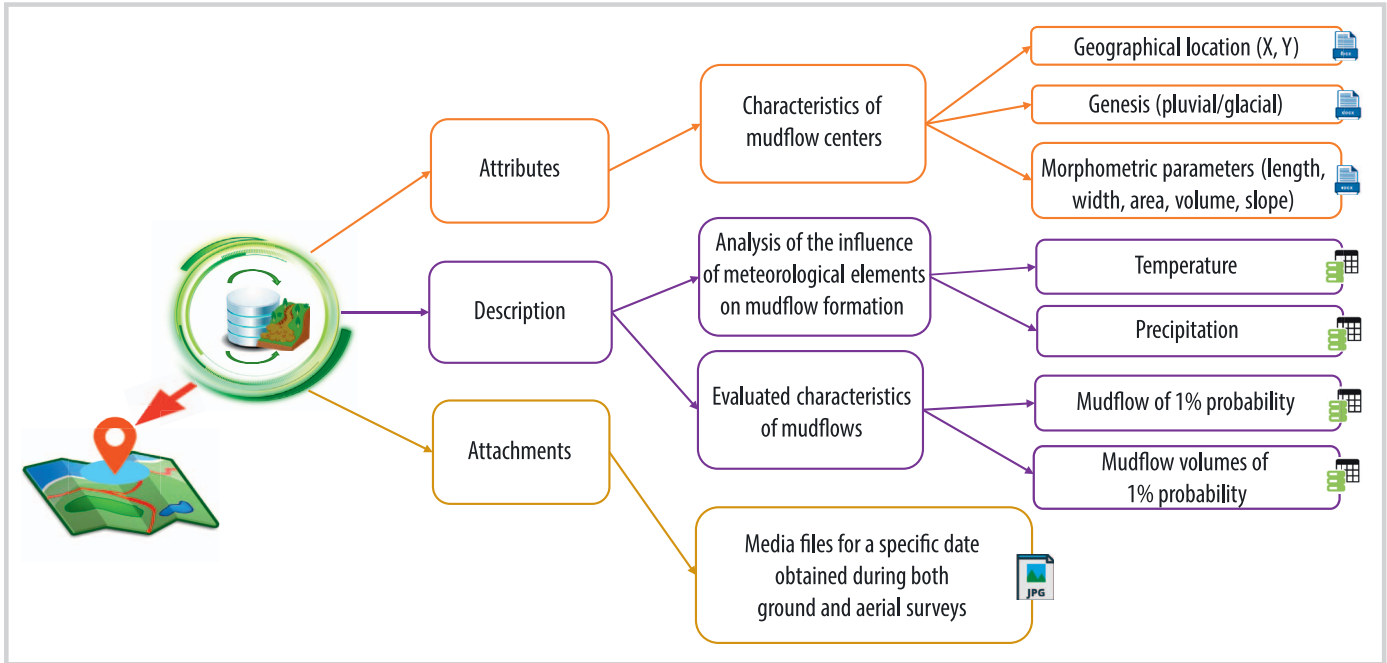 Attributes
Characteristics of
mudflow centers
Geographical location (X, Y)
Genesis (pluvial/glacial)
docx
Morphometric parameters (length,
width, area, volume, slope)
docx
Description
Analysis of the influence
of meteorological elements
on mudflow formation
Temperature
Precipitation
Evaluated characteristics
of mudflows
Mudflow of 1% probability
Mudflow volumes of
1% probability
Attachments
Media files for a specific date
obtained during both
ground and aerial surveys
JPG